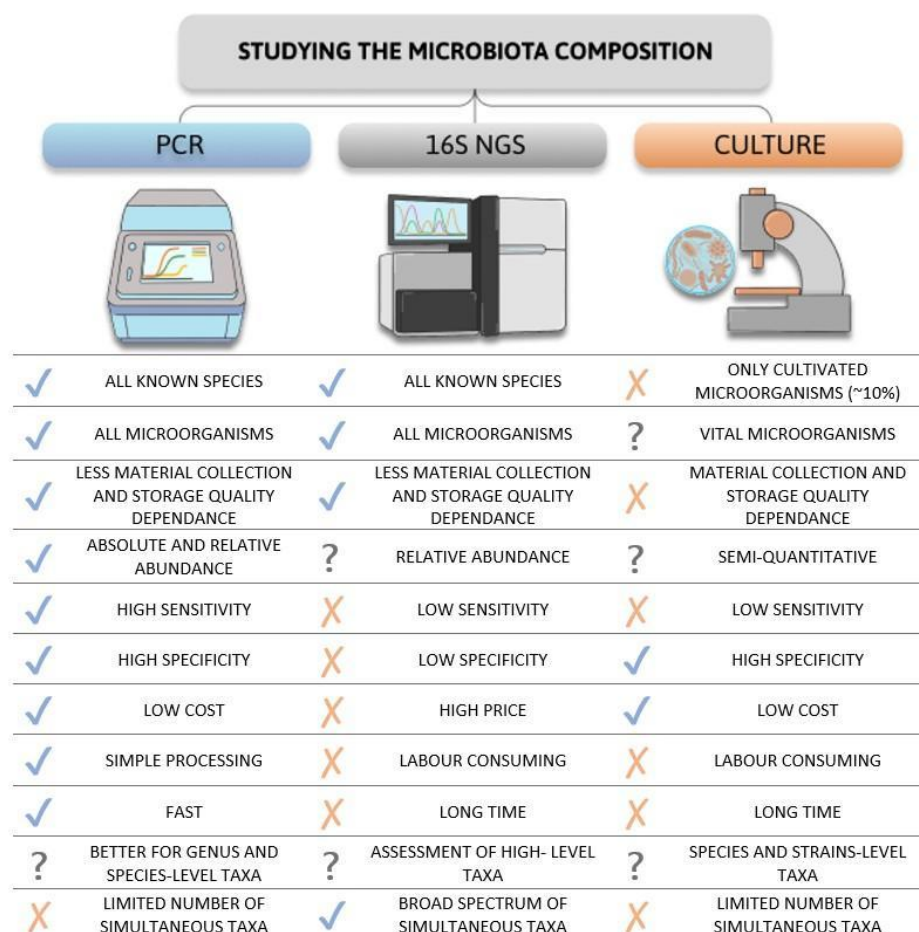 STUDYING THE MICROBIOTA COMPOSITION
PCR
16S NGS
CULTURE
ALL KNOWN SPECIES
ALL KNOWN SPECIES
ONLY CULTIVATED
MICROORGANISMS (~10%)
ALL MICROORGANISMS
ALL MICROORGANISMS
? VITAL MICROORGANISMS
LESS MATERIAL COLLECTION
AND STORAGE QUALITY
DEPENDANCE
LESS MATERIAL COLLECTION
AND STORAGE QUALITY
DEPENDANCE
MATERIAL COLLECTION AND
STORAGE QUALITY
DEPENDANCE
ABSOLUTE AND RELATIVE
ABUNDANCE
? RELATIVE ABUNDANCE
? SEMI-QUANTITATIVE
HIGH SENSITIVITY
LOW SENSITIVITY
LOW SENSITIVITY
HIGH SPECIFICITY
LOW SPECIFICITY
HIGH SPECIFICITY
LOW COST
HIGH PRICE
LOW COST
SIMPLE PROCESSING
LABOUR CONSUMING
LABOUR CONSUMING
FAST
LONG TIME
LONG TIME
? BETTER FOR GENUS AND
SPECIES-LEVEL TAXA
? ASSESSMENT OF HIGH- LEVEL
TAXA
? SPECIES AND STRAINS-LEVEL
TAXA
LIMITED NUMBER OF
SIMULTANEOUS TAXA
BROAD SPECTRUM OF
SIMULTANEOUS TAXA
LIMITED NUMBER OF
SIMULTANEOUS TAXA